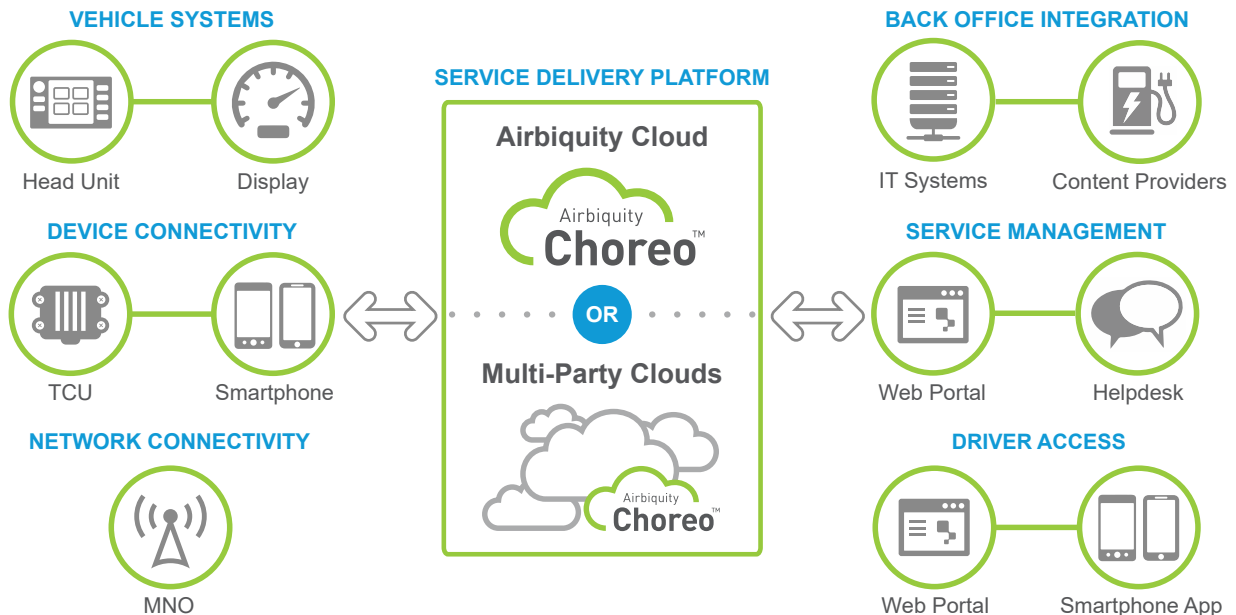 VEHICLE SYSTEMS
Head Unit
Display
DEVICE CONNECTIVITY
TCU
Smartphone
NETWORK CONNECTIVITY
MNO
SERVICE DELIVERY PLATFORM
Airbiquity Cloud
Airbiquity
Choreo™
OR
Multi-Party Clouds
Airbiquity
Choreo™
BACK OFFICE INTEGRATION
IT Systems
Content Providers
SERVICE MANAGEMENT
Web Portal
Helpdesk
DRIVER ACCESS
Web Portal
Smartphone App